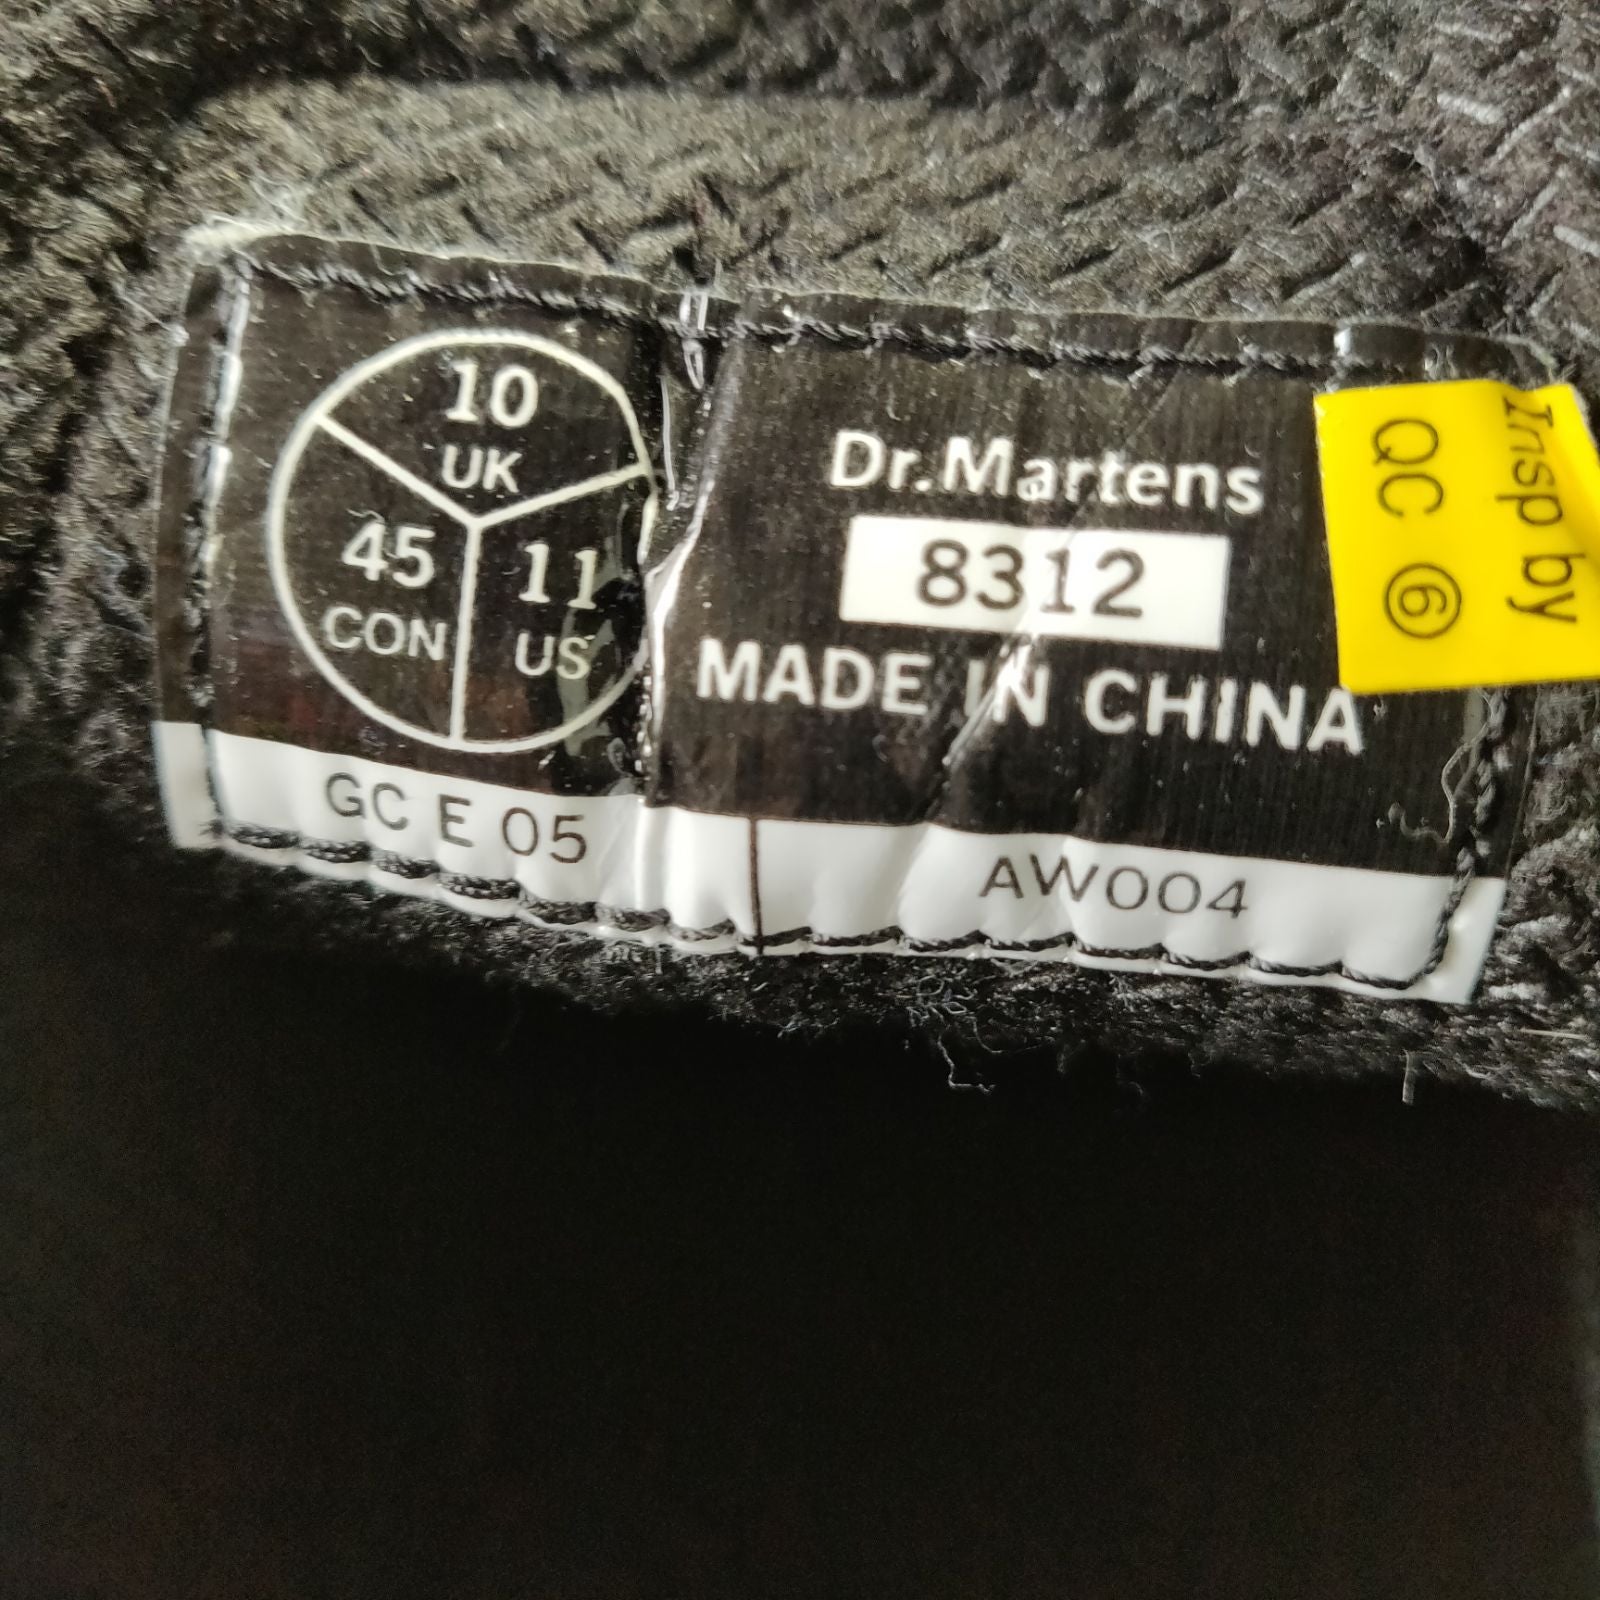 10
UK
45
CON
11
US
Dr.Martens
8312
MADE IN CHINA
GC E 05
AW004
Insp by
QC ⑥